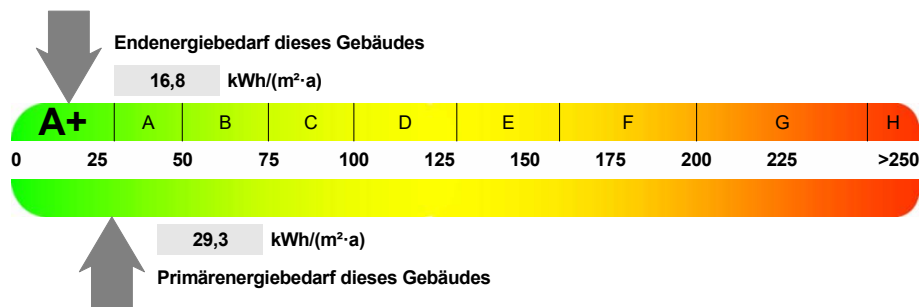 Endenergiebedarf dieses Gebäudes
16,8 kWh/(m²·a)
A+ A B C D E F G H
0 25 50 75 100 125 150 175 200 225 >250
29,3 kWh/(m²·a)
Primärenergiebedarf dieses Gebäudes